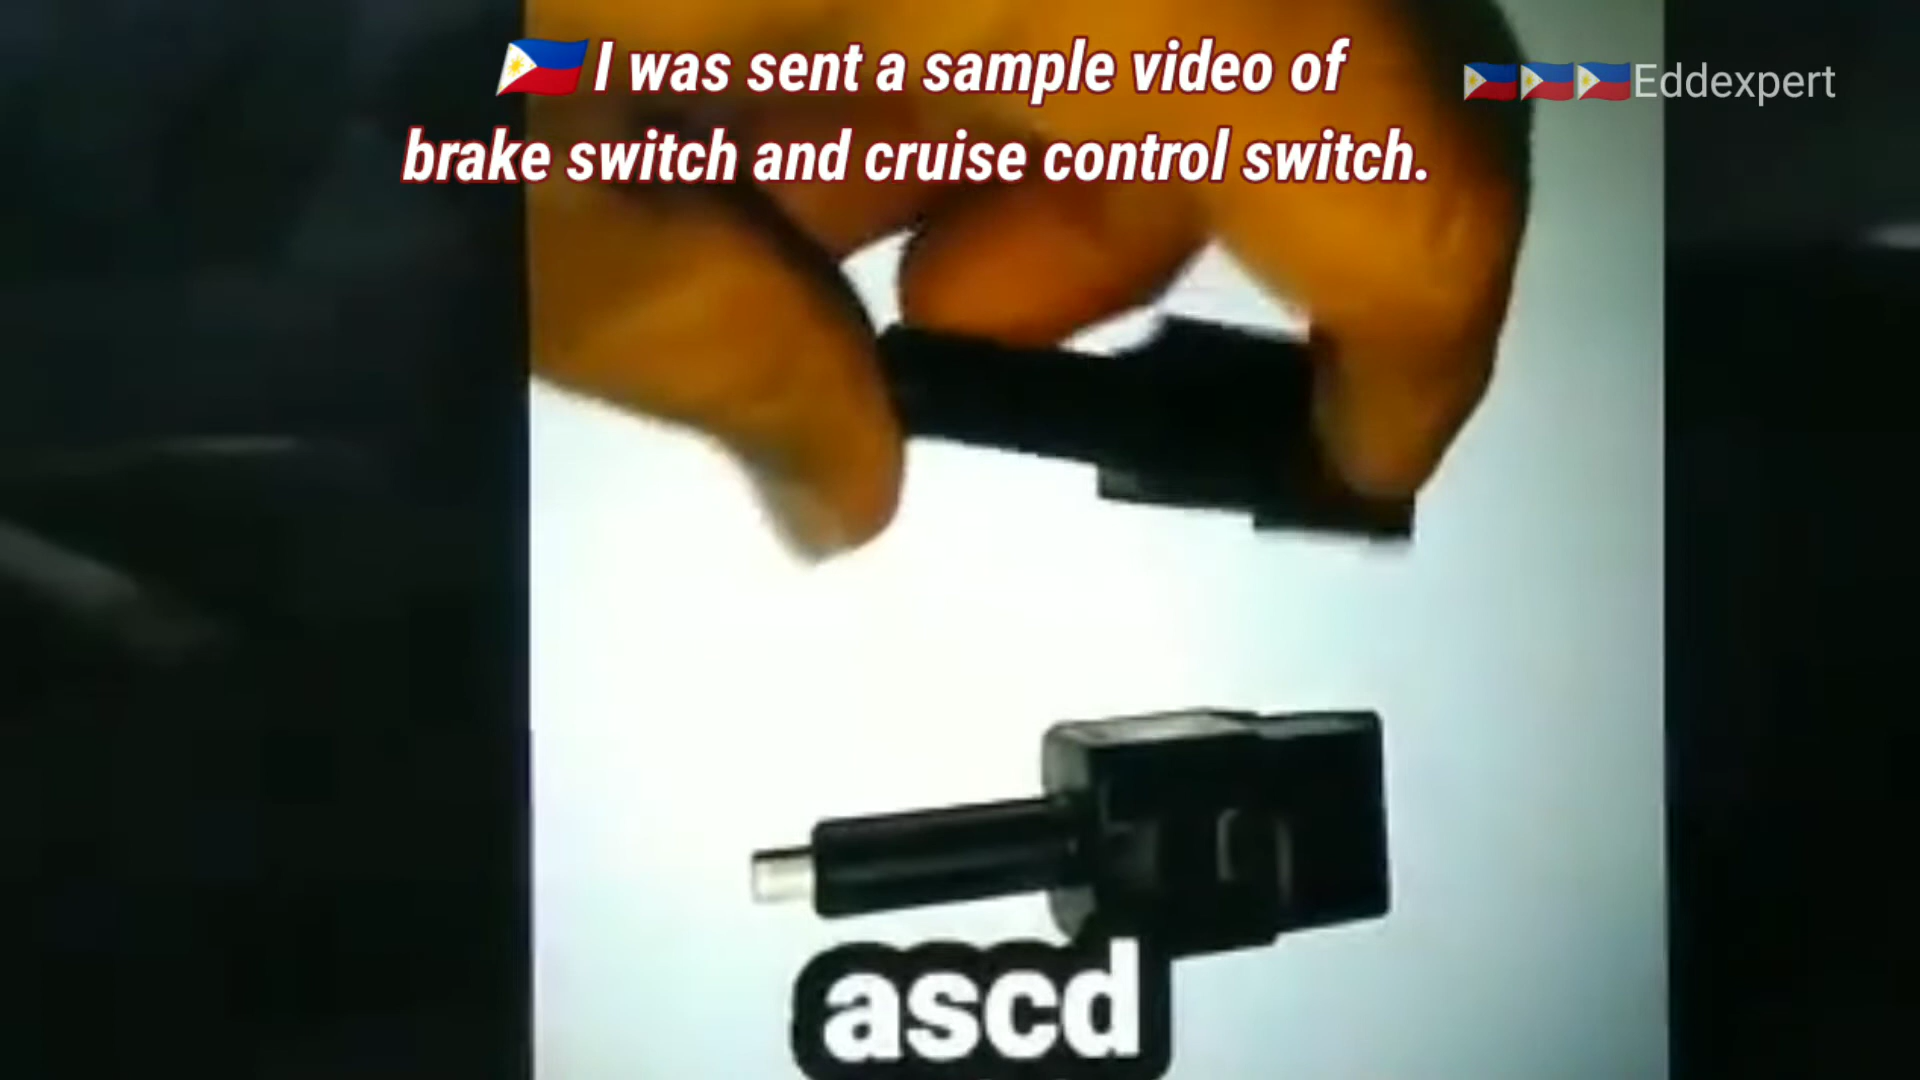 🇵🇭I was sent a sample video of
brake switch and cruise control switch.
🇵🇭🇵🇭🇵🇭Eddexpert
ascd